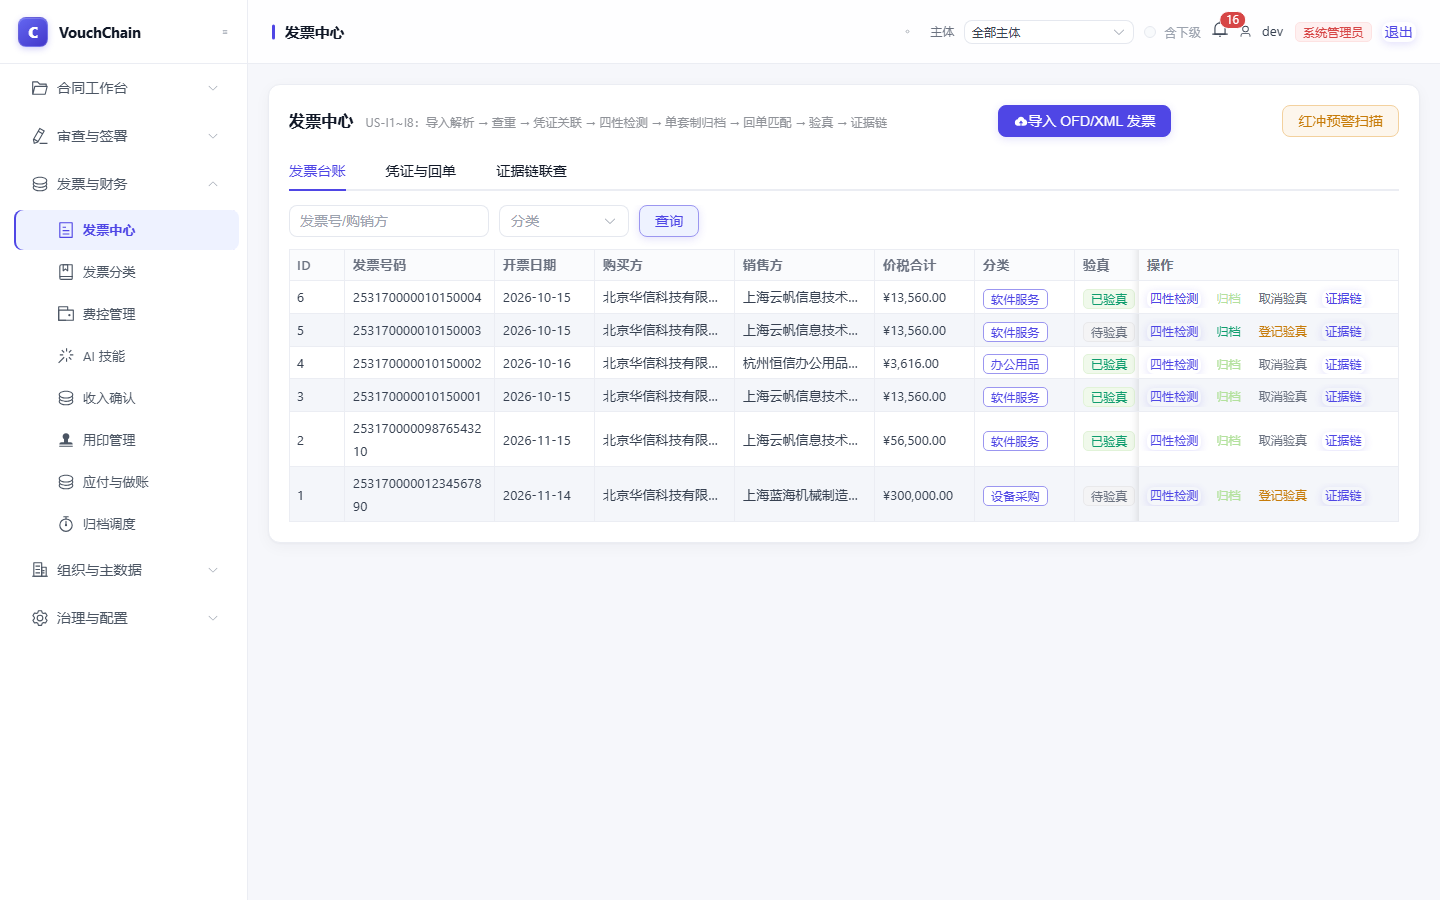 C VouchChain
发票中心
主体 全部主体 含下级 16 dev 系统管理员 退出
合同工作台
审查与签署
发票与财务
发票中心
发票分类
费控管理
AI 技能
收入确认
用印管理
应付与做账
归档调度
组织与主数据
治理与配置
发票中心 US-I1~I8：导入解析 → 查重 → 凭证关联 → 四性检测 → 单套制归档 → 回单匹配 → 验真 → 证据链 导入 OFD/XML 发票 红冲预警扫描
发票台账 凭证与回单 证据链联查
发票号/购销方 分类 查询
ID 发票号码 开票日期 购买方 销售方 价税合计 分类 验真 操作
6 253170000010150004 2026-10-15 北京华信科技有限... 上海云帆信息技术... ¥13,560.00 软件服务 已验真 四性检测 归档 取消验真 证据链
5 253170000010150003 2026-10-15 北京华信科技有限... 上海云帆信息技术... ¥13,560.00 软件服务 待验真 四性检测 归档 登记验真 证据链
4 253170000010150002 2026-10-16 北京华信科技有限... 杭州恒信办公用品... ¥3,616.00 办公用品 已验真 四性检测 归档 取消验真 证据链
3 253170000010150001 2026-10-15 北京华信科技有限... 上海云帆信息技术... ¥13,560.00 软件服务 已验真 四性检测 归档 取消验真 证据链
2 253170000098765432
10 2026-11-15 北京华信科技有限... 上海云帆信息技术... ¥56,500.00 软件服务 已验真 四性检测 归档 取消验真 证据链
1 253170000012345678
90 2026-11-14 北京华信科技有限... 上海蓝海机械制造... ¥300,000.00 设备采购 待验真 四性检测 归档 登记验真 证据链